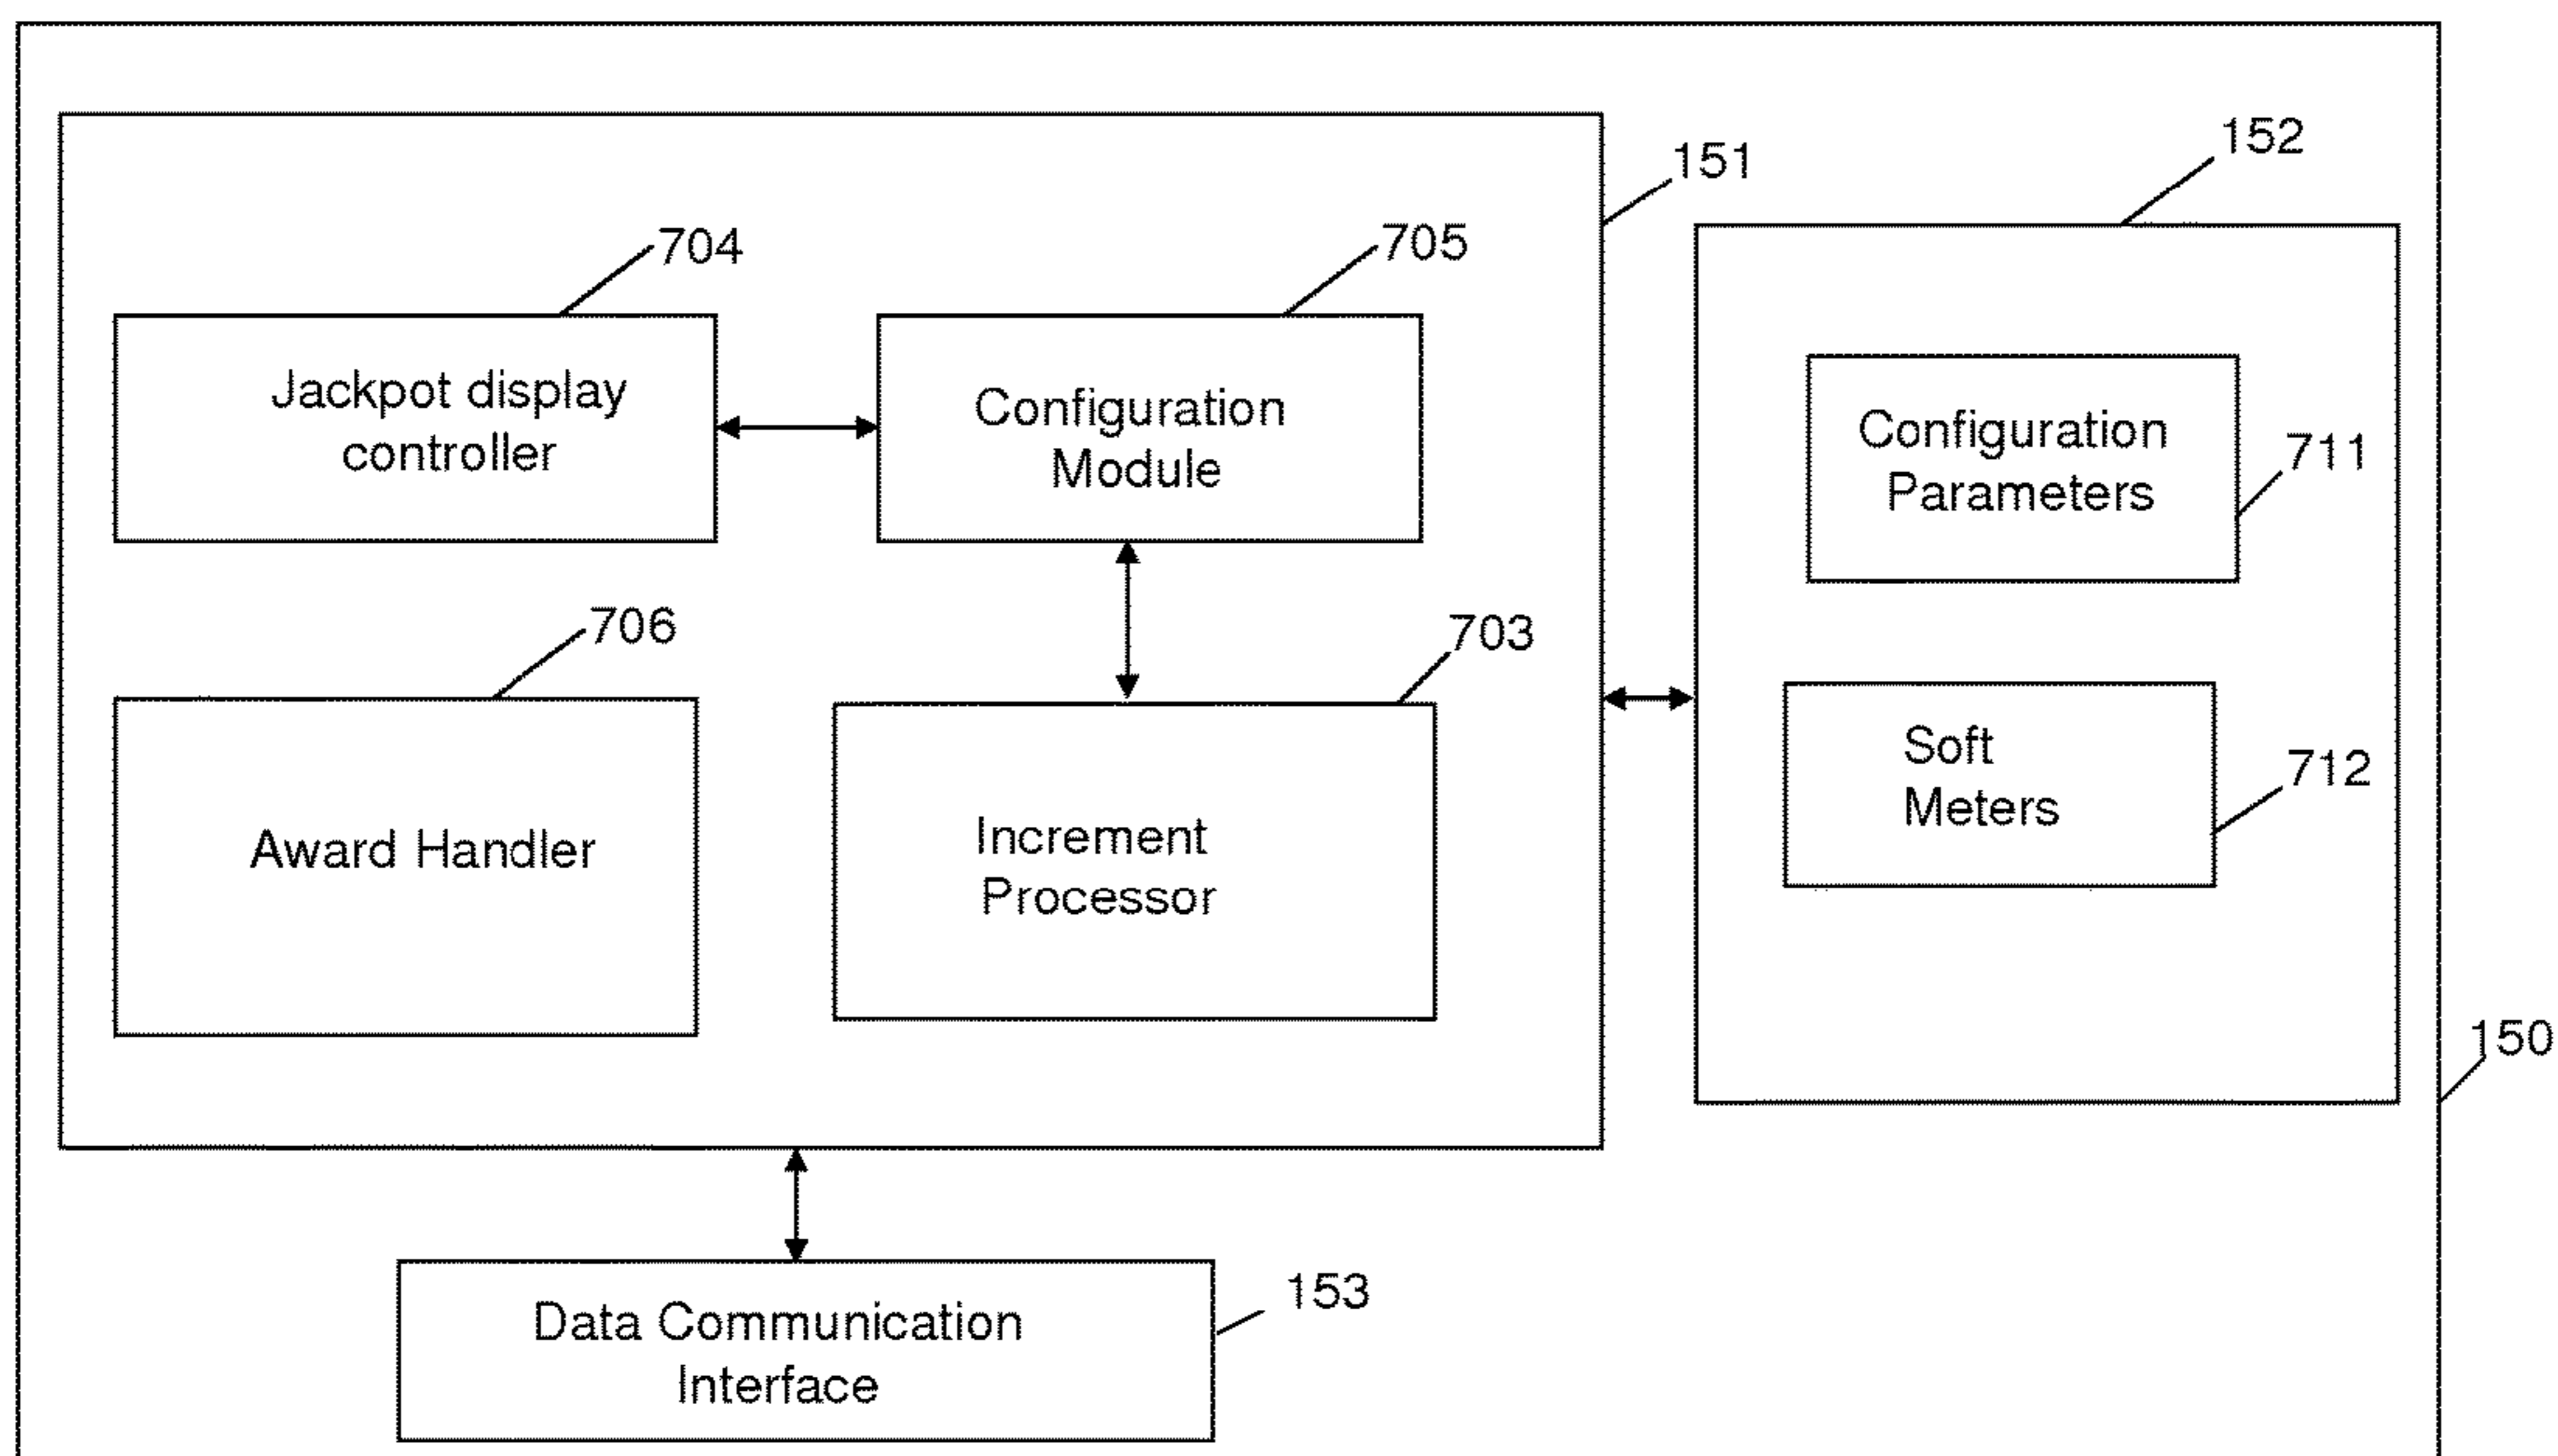 152
151
704
705
Jackpot display
controller
Configuration
Module
Configuration
Parameters
711
706
703
Soft
Meters
712
Award Handler
Increment
Processor
150
153
Data Communication
Interface